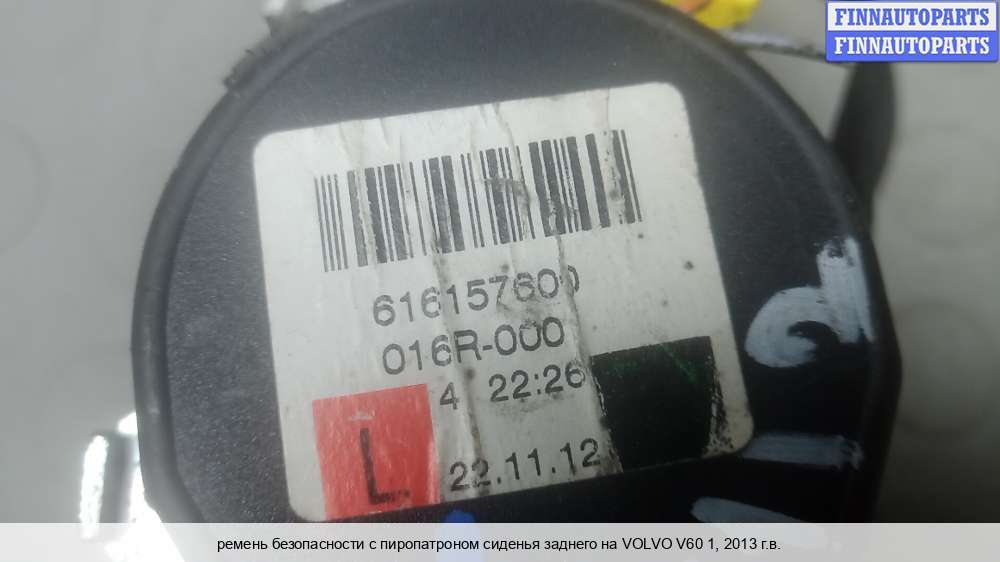 FINNAUTOPARTS
FINNAUTOPARTS
616157600
016R-000
4 22:26
L
22.11.12
ремень безопасности с пиропатроном сиденья заднего на VOLVO V60 1, 2013 г.в.